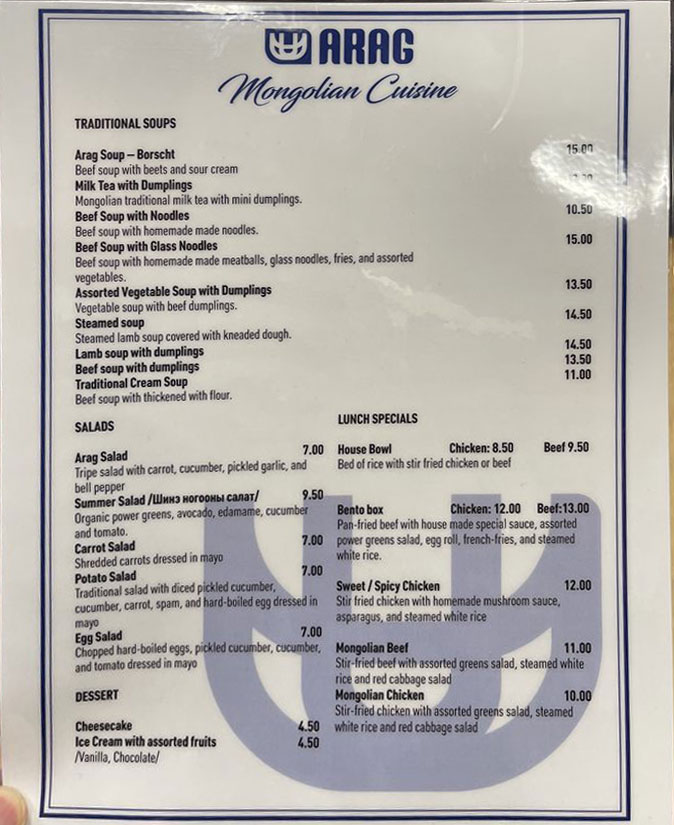 ARAG
Mongolian Cuisine
TRADITIONAL SOUPS
Arag Soup – Borscht 15.00
Beef soup with beets and sour cream
Milk Tea with Dumplings
Mongolian traditional milk tea with mini dumplings.
Beef Soup with Noodles 10.50
Beef soup with homemade made noodles.
Beef Soup with Glass Noodles 15.00
Beef soup with homemade made meatballs, glass noodles, fries, and assorted
vegetables.
Assorted Vegetable Soup with Dumplings 13.50
Vegetable soup with beef dumplings.
Steamed soup 14.50
Steamed lamb soup covered with kneaded dough.
Lamb soup with dumplings 14.50
Beef soup with dumplings 13.50
Traditional Cream Soup 11.00
Beef soup with thickened with flour.
SALADS
Arag Salad 7.00
Tripe salad with carrot, cucumber, pickled garlic, and
bell pepper
Summer Salad /Шинэ ногооны салат/ 9.50
Organic power greens, avocado, edamame, cucumber
and tomato.
Carrot Salad 7.00
Shredded carrots dressed in mayo
Potato Salad 7.00
Traditional salad with diced pickled cucumber,
cucumber, carrot, spam, and hard-boiled egg dressed in
mayo
Egg Salad 7.00
Chopped hard-boiled eggs, pickled cucumber, cucumber,
and tomato dressed in mayo
DESSERT
Cheesecake 4.50
Ice Cream with assorted fruits 4.50
/Vanilla, Chocolate/
LUNCH SPECIALS
House Bowl Chicken: 8.50 Beef 9.50
Bed of rice with stir fried chicken or beef
Bento box Chicken: 12.00 Beef:13.00
Pan-fried beef with house made special sauce, assorted
power greens salad, egg roll, french-fries, and steamed
white rice.
Sweet / Spicy Chicken 12.00
Stir fried chicken with homemade mushroom sauce,
asparagus, and steamed white rice
Mongolian Beef 11.00
Stir-fried beef with assorted greens salad, steamed white
rice and red cabbage salad
Mongolian Chicken 10.00
Stir-fried chicken with assorted greens salad, steamed
white rice and red cabbage salad